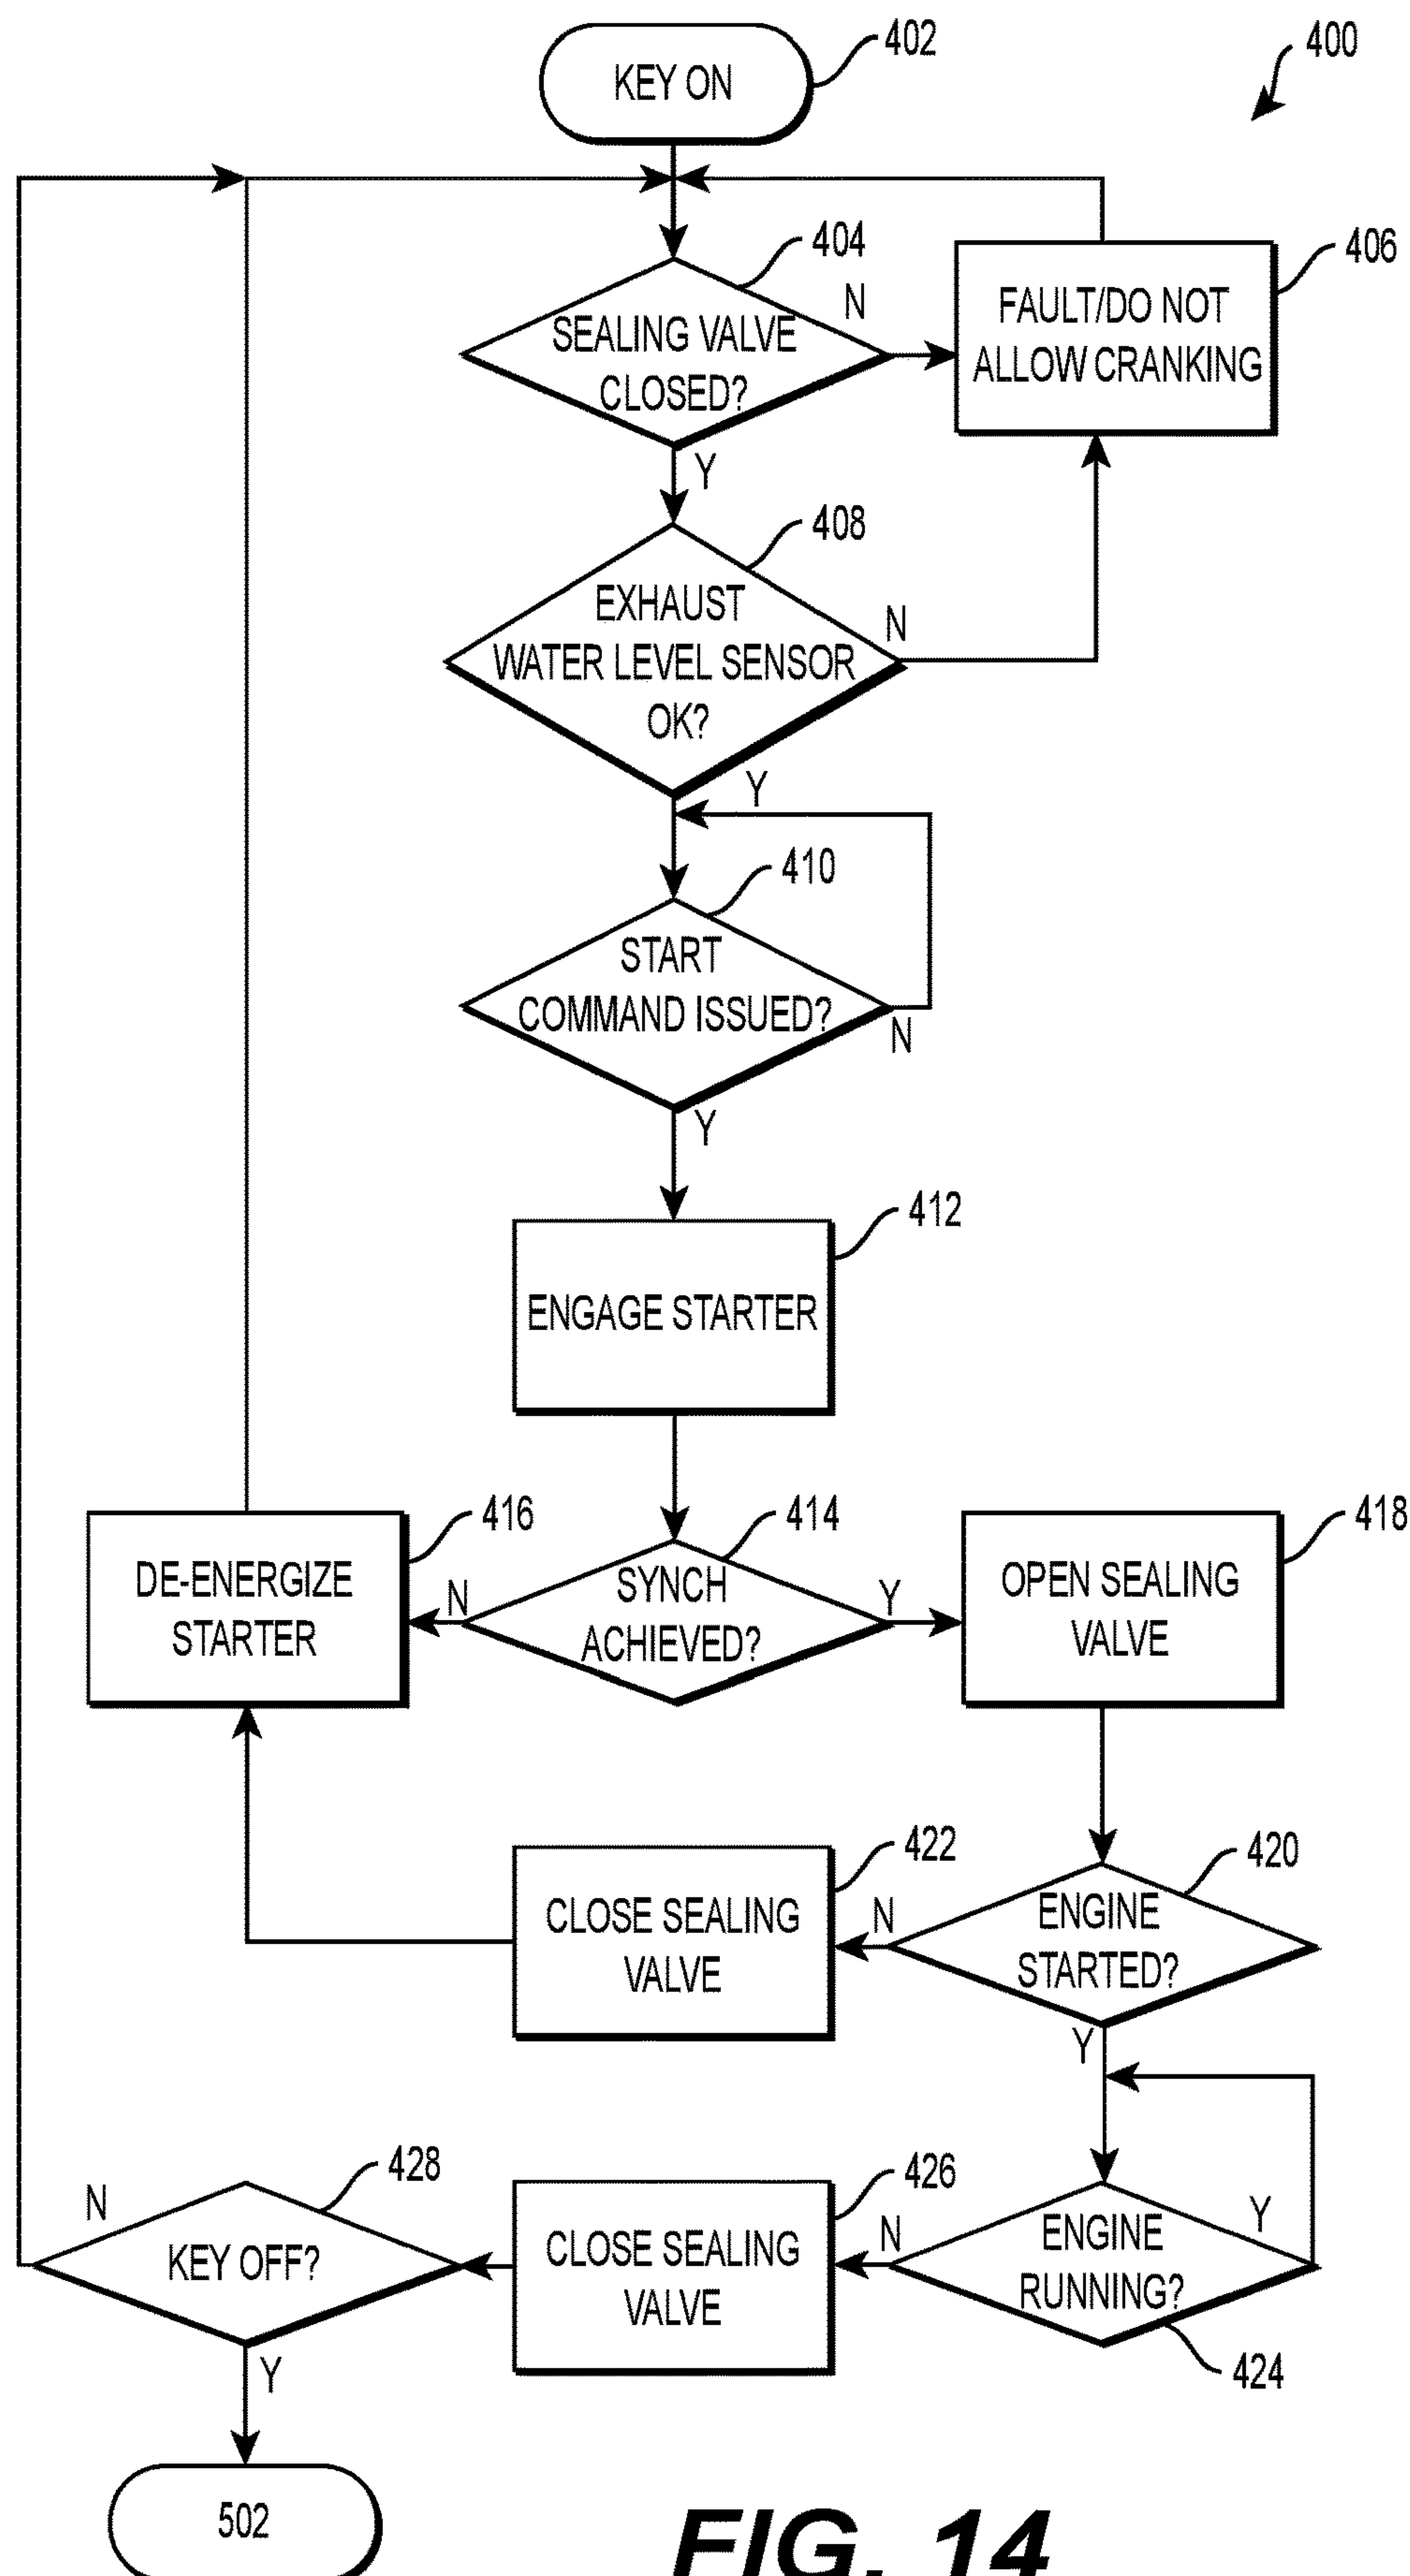 402
400
KEY ON
404
406
N
FAULT/DO NOT
ALLOW CRANKING
SEALING VALVE
CLOSED?
Y
408
EXHAUST
WATER LEVEL SENSOR
OK?
N
Y
410
START
COMMAND ISSUED?
N
Y
412
ENGAGE STARTER
416
414
418
DE-ENERGIZE
STARTER
N
SYNCH
ACHIEVED?
Y
OPEN SEALING
VALVE
422
420
CLOSE SEALING
VALVE
N
ENGINE
STARTED?
Y
428
426
N
KEY OFF?
CLOSE SEALING
VALVE
N
ENGINE
RUNNING?
Y
424
Y
502
FIG. 14